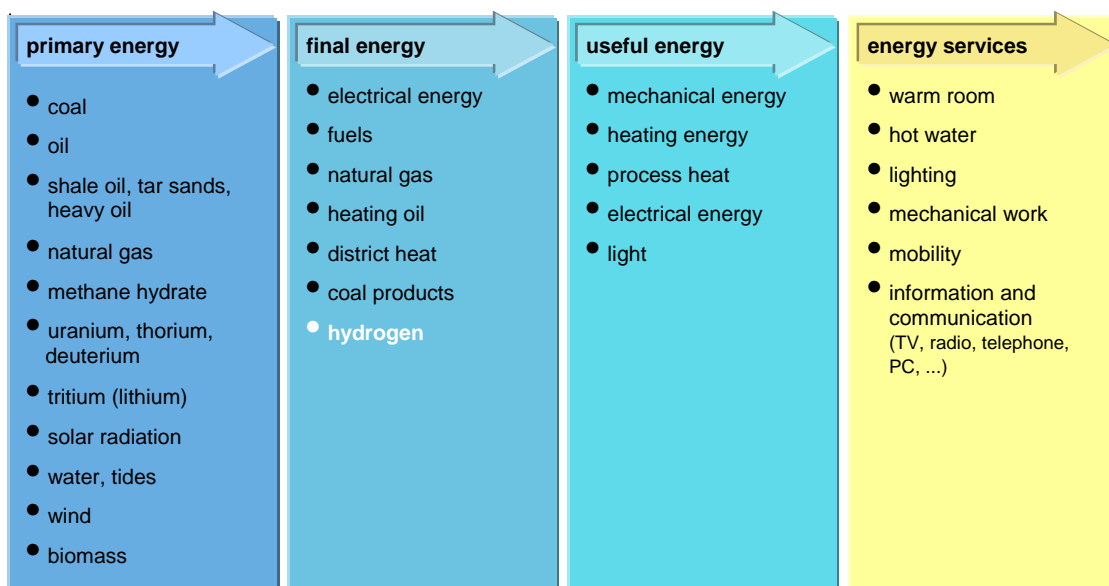 primary energy
• coal
• oil
• shale oil, tar sands,
heavy oil
• natural gas
• methane hydrate
• uranium, thorium,
deuterium
• tritium (lithium)
• solar radiation
• water, tides
• wind
• biomass
final energy
• electrical energy
• fuels
• natural gas
• heating oil
• district heat
• coal products
• hydrogen
useful energy
• mechanical energy
• heating energy
• process heat
• electrical energy
• light
energy services
• warm room
• hot water
• lighting
• mechanical work
• mobility
• information and
communication
(TV, radio, telephone,
PC, ...)